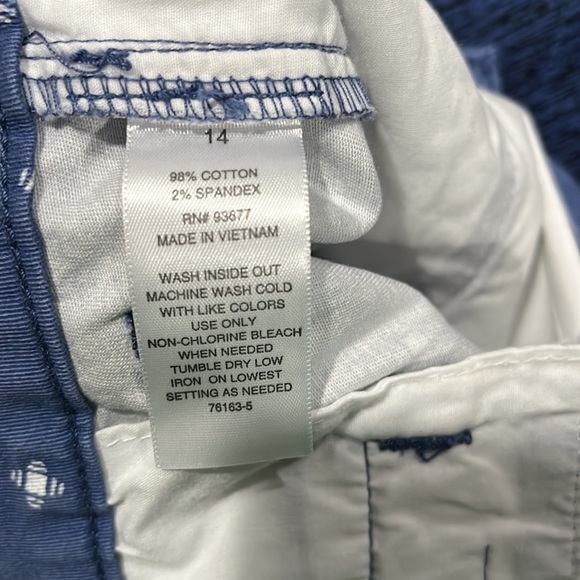 14
98% COTTON
2% SPANDEX
RN# 93677
MADE IN VIETNAM
WASH INSIDE OUT
MACHINE WASH COLD
WITH LIKE COLORS
USE ONLY
NON-CHLORINE BLEACH
WHEN NEEDED
TUMBLE DRY LOW
IRON ON LOWEST
SETTING AS NEEDED
76163-5